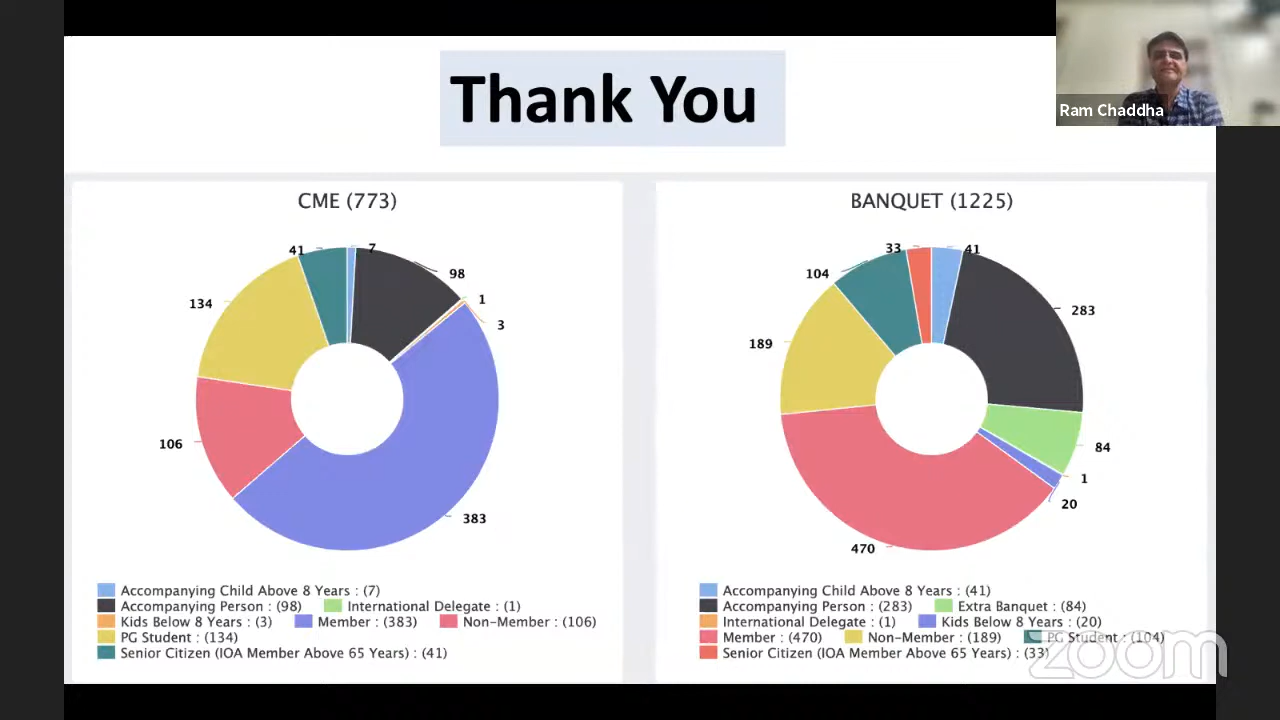 Thank You
Ram Chaddha
CME (773)
41
7
98
1
3
134
106
383
Accompanying Child Above 8 Years : (7)
Accompanying Person : (98) International Delegate : (1)
Kids Below 8 Years : (3) Member : (383) Non-Member : (106)
PG Student : (134)
Senior Citizen (IOA Member Above 65 Years) : (41)
BANQUET (1225)
33
41
104
283
189
84
1
20
470
Accompanying Child Above 8 Years : (41)
Accompanying Person : (283) Extra Banquet : (84)
International Delegate : (1) Kids Below 8 Years : (20)
Member : (470) Non-Member : (189) PG Student : (104)
Senior Citizen (IOA Member Above 65 Years) : (33)
zoom